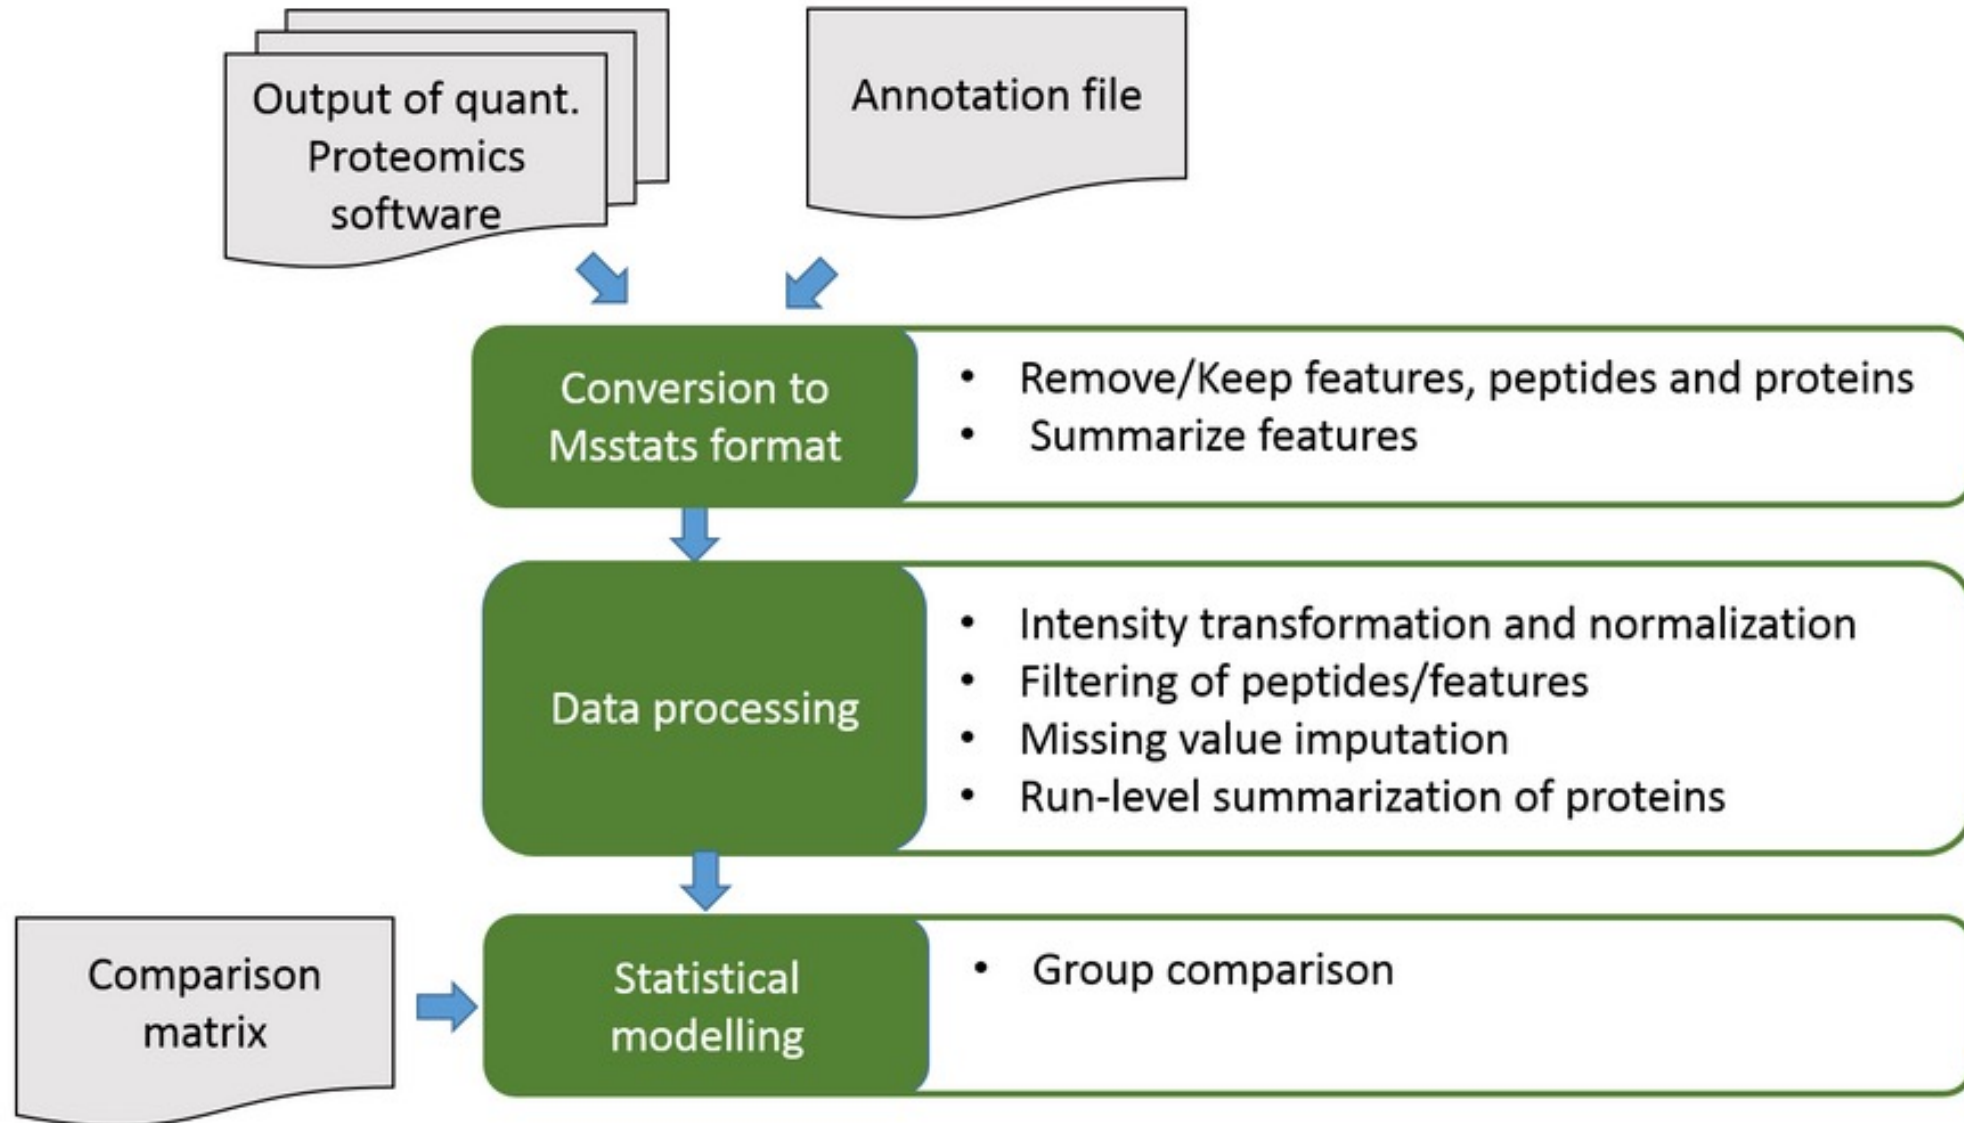 Output of quant.
Proteomics
software
Annotation file
Conversion to
Msstats format
• Remove/Keep features, peptides and proteins
• Summarize features
Data processing
• Intensity transformation and normalization
• Filtering of peptides/features
• Missing value imputation
• Run-level summarization of proteins
Comparison
matrix
Statistical
modelling
• Group comparison